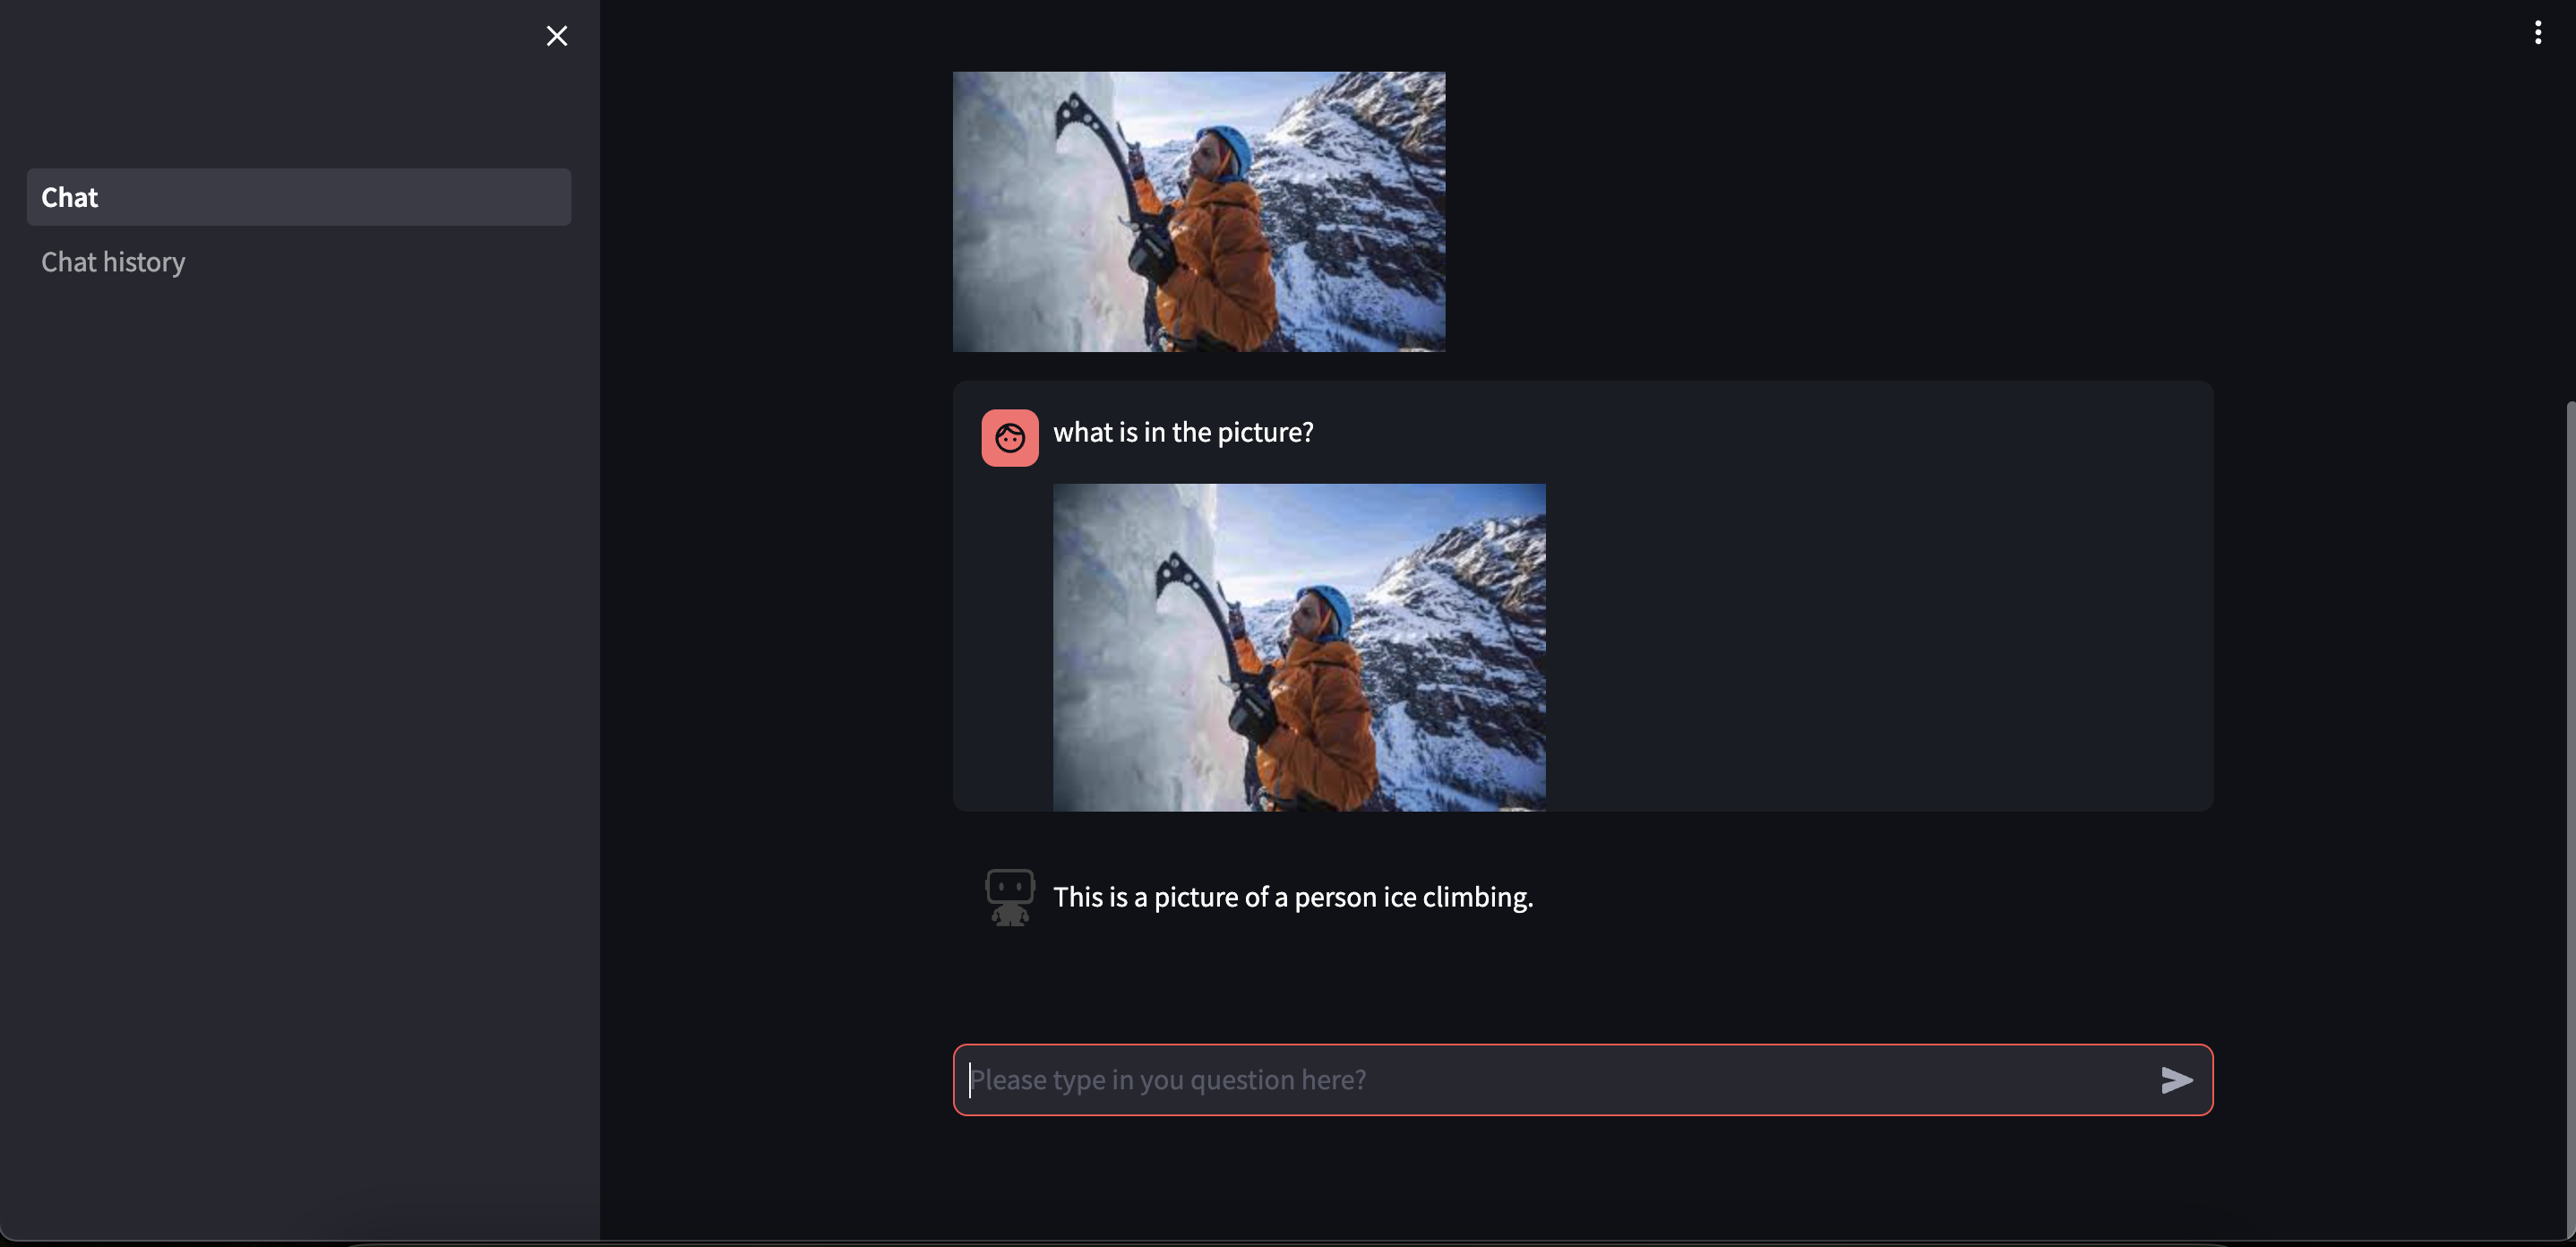 Chat
Chat history
what is in the picture?
This is a picture of a person ice climbing.
Please type in you question here?